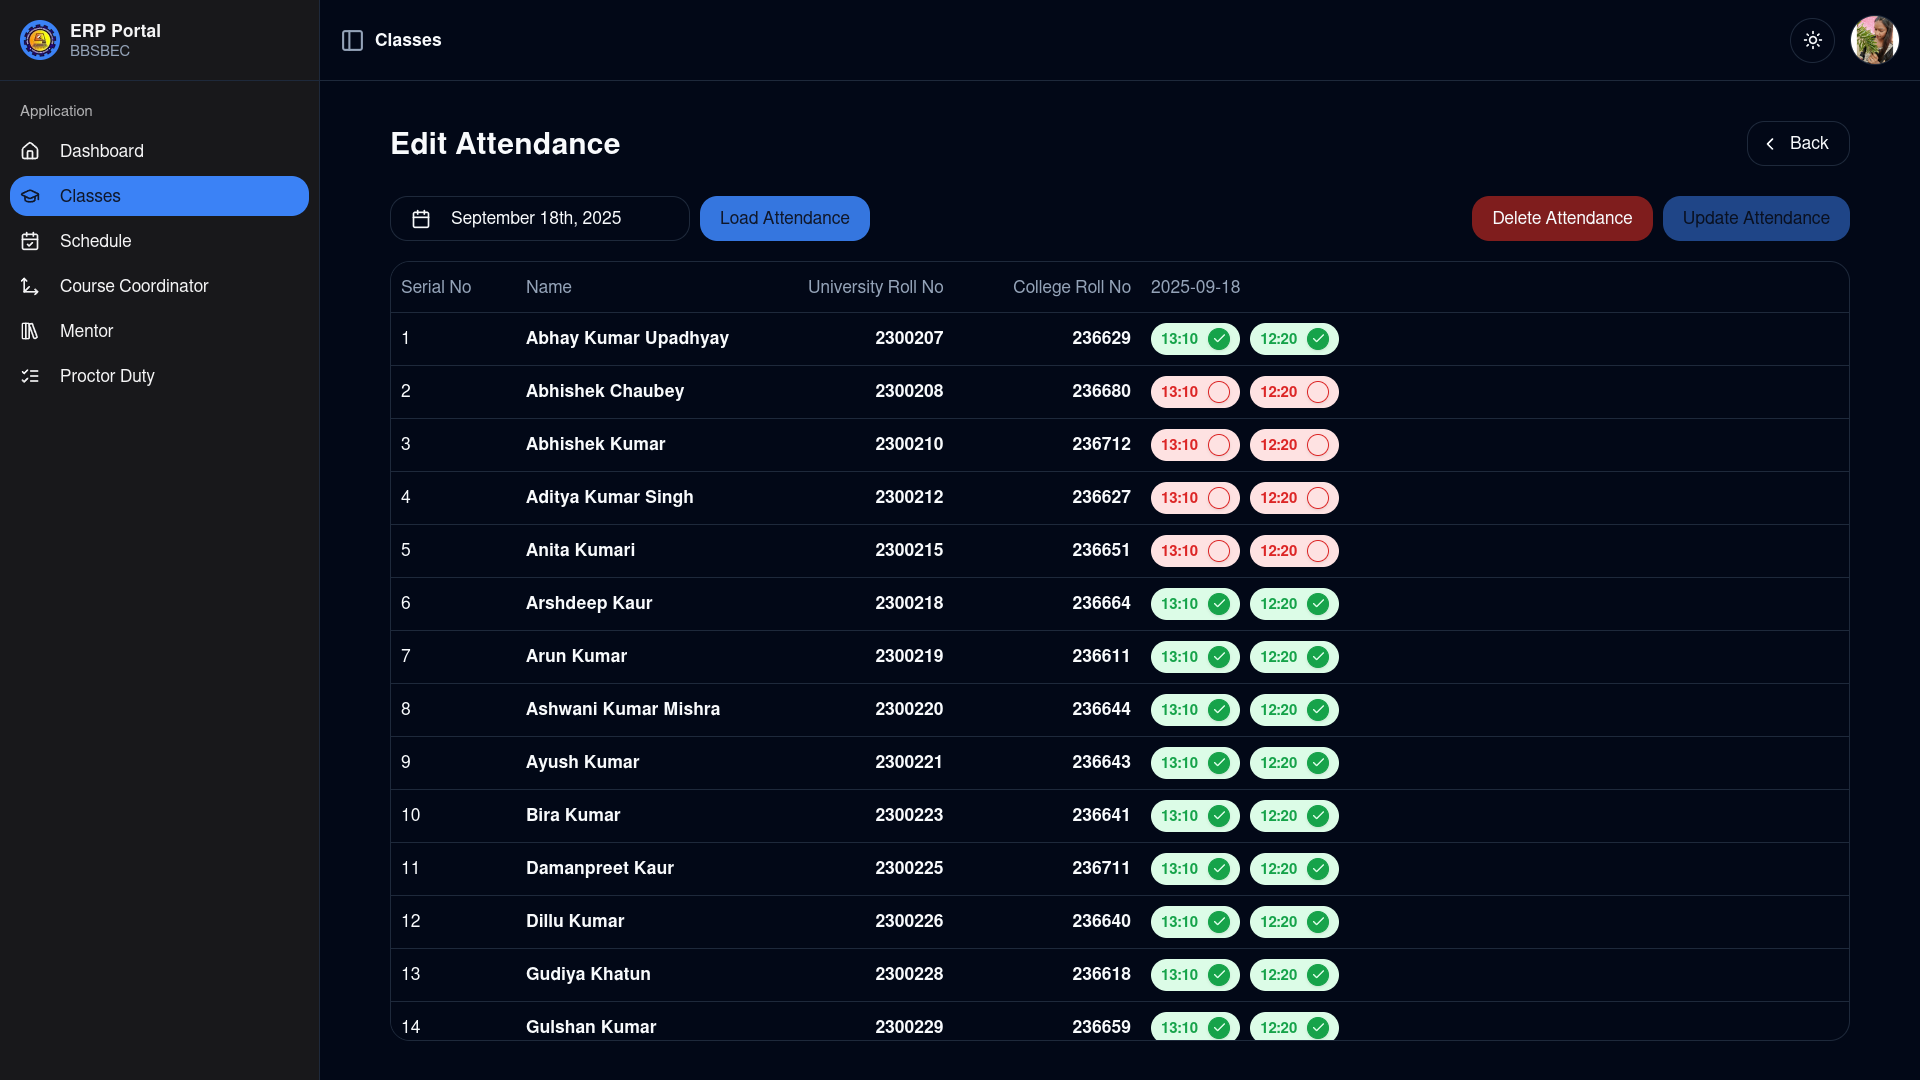 ERP Portal
BBSBEC
Classes
Application
Dashboard
Classes
Schedule
Course Coordinator
Mentor
Proctor Duty
Edit Attendance
Back
September 18th, 2025
Load Attendance
Delete Attendance
Update Attendance
Serial No Name University Roll No College Roll No 2025-09-18
1 Abhay Kumar Upadhyay 2300207 236629 13:10 12:20
2 Abhishek Chaubey 2300208 236680 13:10 12:20
3 Abhishek Kumar 2300210 236712 13:10 12:20
4 Aditya Kumar Singh 2300212 236627 13:10 12:20
5 Anita Kumari 2300215 236651 13:10 12:20
6 Arshdeep Kaur 2300218 236664 13:10 12:20
7 Arun Kumar 2300219 236611 13:10 12:20
8 Ashwani Kumar Mishra 2300220 236644 13:10 12:20
9 Ayush Kumar 2300221 236643 13:10 12:20
10 Bira Kumar 2300223 236641 13:10 12:20
11 Damanpreet Kaur 2300225 236711 13:10 12:20
12 Dillu Kumar 2300226 236640 13:10 12:20
13 Gudiya Khatun 2300228 236618 13:10 12:20
14 Gulshan Kumar 2300229 236659 13:10 12:20